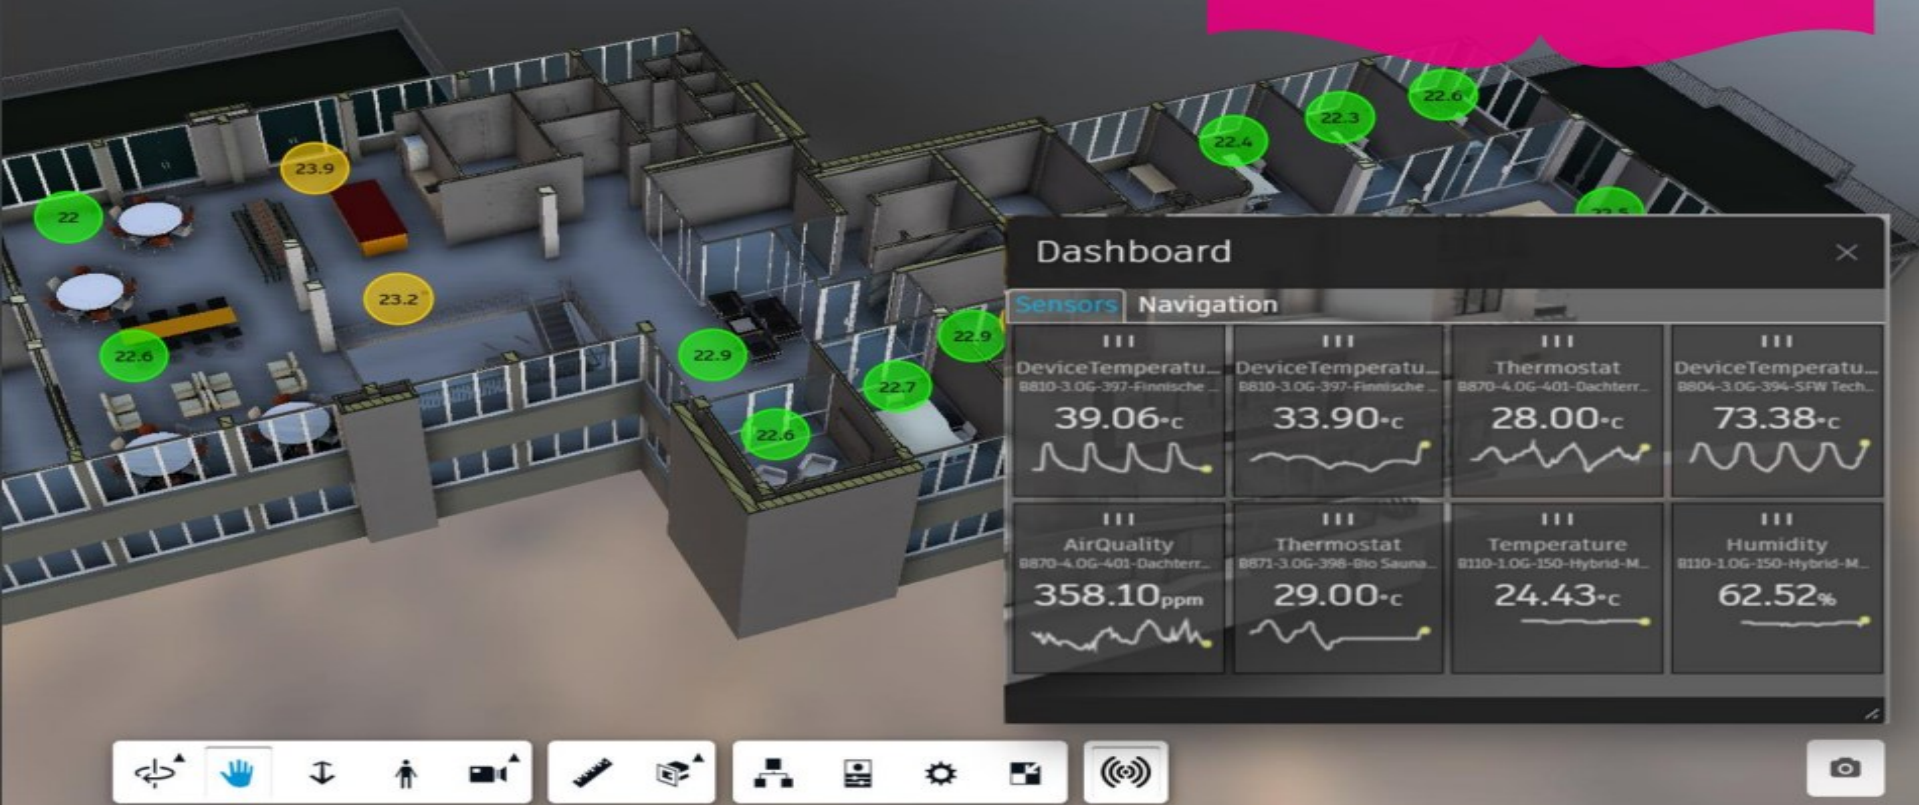 22.6
22.3
22.4
23.9
22
22.5
23.2
22.9
22.9
22.6
22.7
22.6
Dashboard
Sensors Navigation
DeviceTemperatu...
B810-3.OG-397-Finnische ...
39.06°C
DeviceTemperatu...
B810-3.OG-397-Finnische ...
33.90°C
Thermostat
B870-4.OG-401-Dachterr...
28.00°C
DeviceTemperatu...
B804-3.OG-394-SFW Tech...
73.38°C
AirQuality
B870-4.OG-401-Dachterr...
358.10ppm
Thermostat
B871-3.OG-398-Bio Sauna...
29.00°C
Temperature
B110-1.OG-150-Hybrid-M...
24.43°C
Humidity
B110-1.OG-150-Hybrid-M...
62.52%